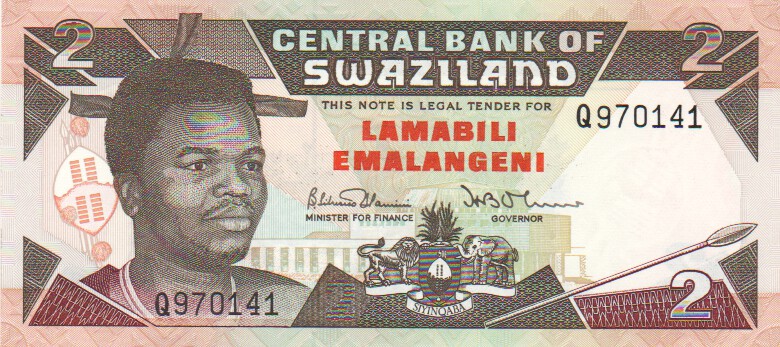 2
CENTRAL BANK OF
SWAZILAND
2
THIS NOTE IS LEGAL TENDER FOR
Q970141
LAMABILI
EMALANGENI
MINISTER FOR FINANCE
GOVERNOR
Q970141
SIYINQABA
2